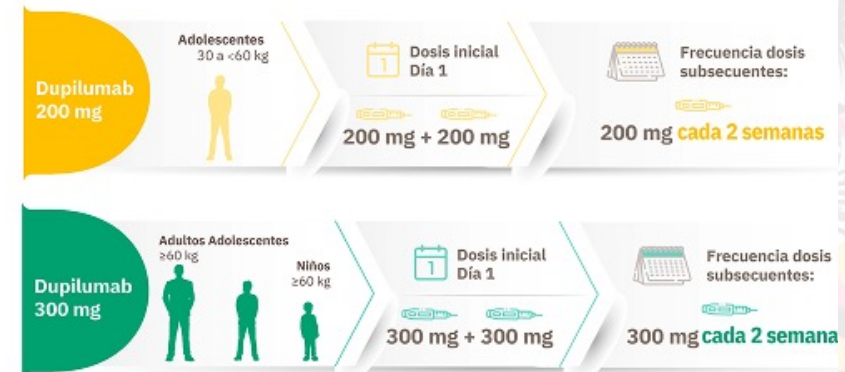 Dupilumab
200 mg
Adolescentes
30 a <60 kg
1
Dosis inicial
Día 1
200 mg + 200 mg
Frecuencia dosis
subsecuentes:
200 mg cada 2 semanas
Dupilumab
300 mg
Adultos Adolescentes
≥60 kg
Niños
≥60 kg
1
Dosis inicial
Día 1
300 mg + 300 mg
Frecuencia dosis
subsecuentes:
300 mg cada 2 semana